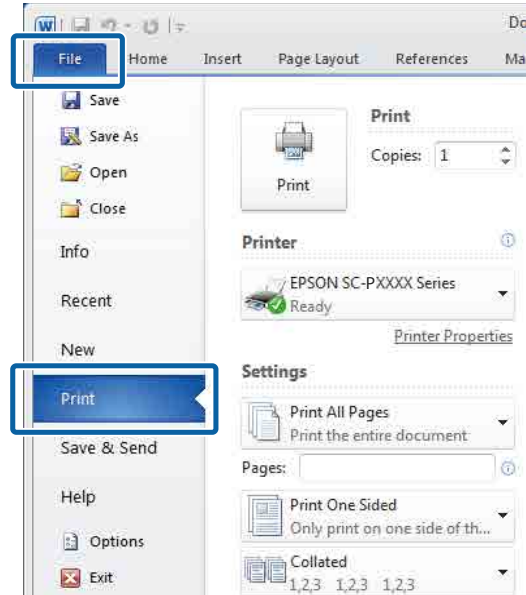 W Do
File Home Insert Page Layout References Ma
Save
Save As
Open
Close
Info
Recent
New
Print
Save & Send
Help
Options
Exit
Print
Print
Copies: 1
Printer
EPSON SC-PXXXX Series
Ready
Printer Properties
Settings
Print All Pages
Print the entire document
Pages:
Print One Sided
Only print on one side of th...
Collated
1,2,3 1,2,3 1,2,3